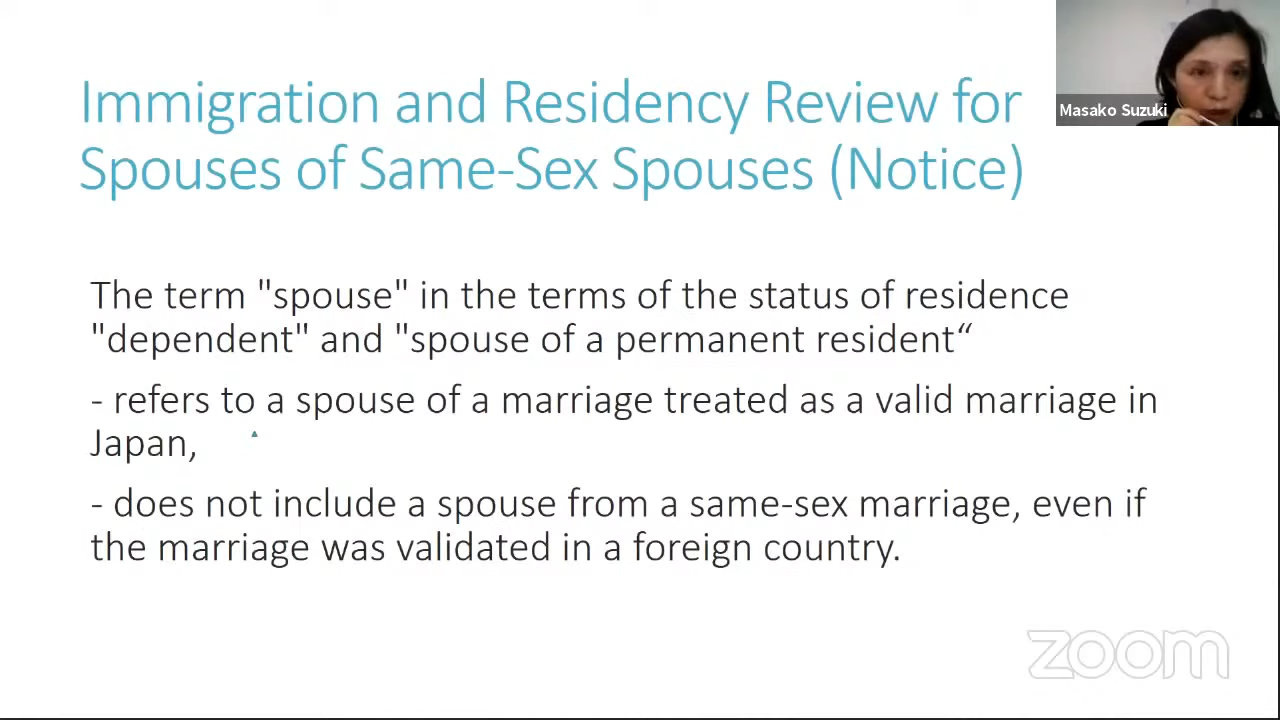 Immigration and Residency Review for
Spouses of Same-Sex Spouses (Notice)
Masako Suzuki
The term "spouse" in the terms of the status of residence
"dependent" and "spouse of a permanent resident“
- refers to a spouse of a marriage treated as a valid marriage in
Japan,
- does not include a spouse from a same-sex marriage, even if
the marriage was validated in a foreign country.
zoom